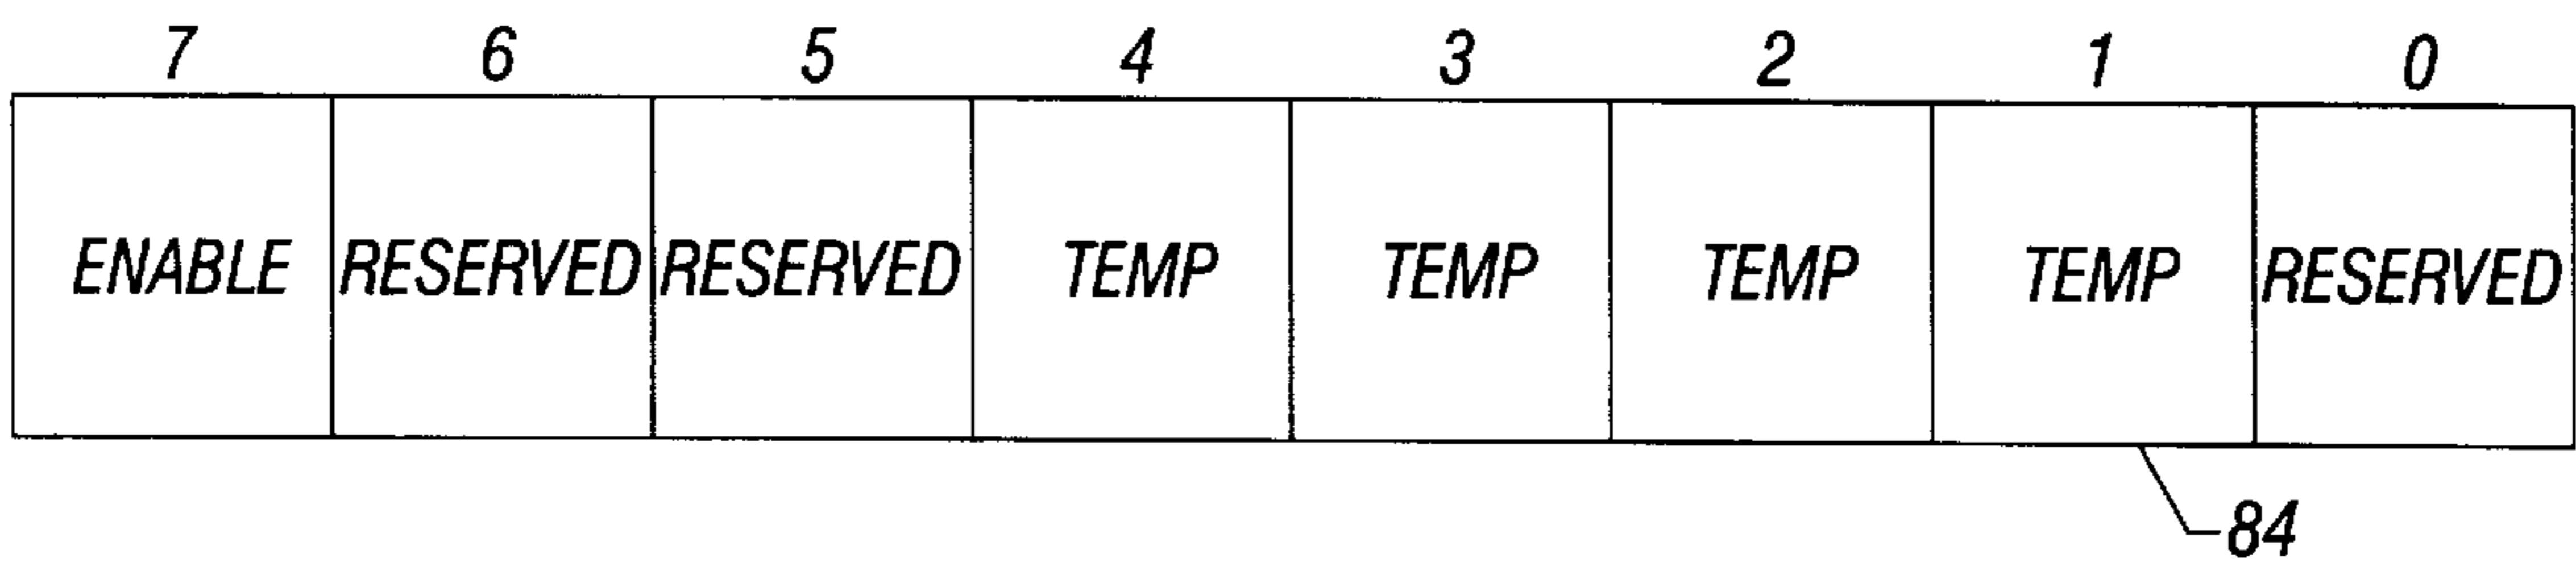 7 6 5 4 3 2 1 0
ENABLE RESERVED RESERVED TEMP TEMP TEMP TEMP RESERVED
84